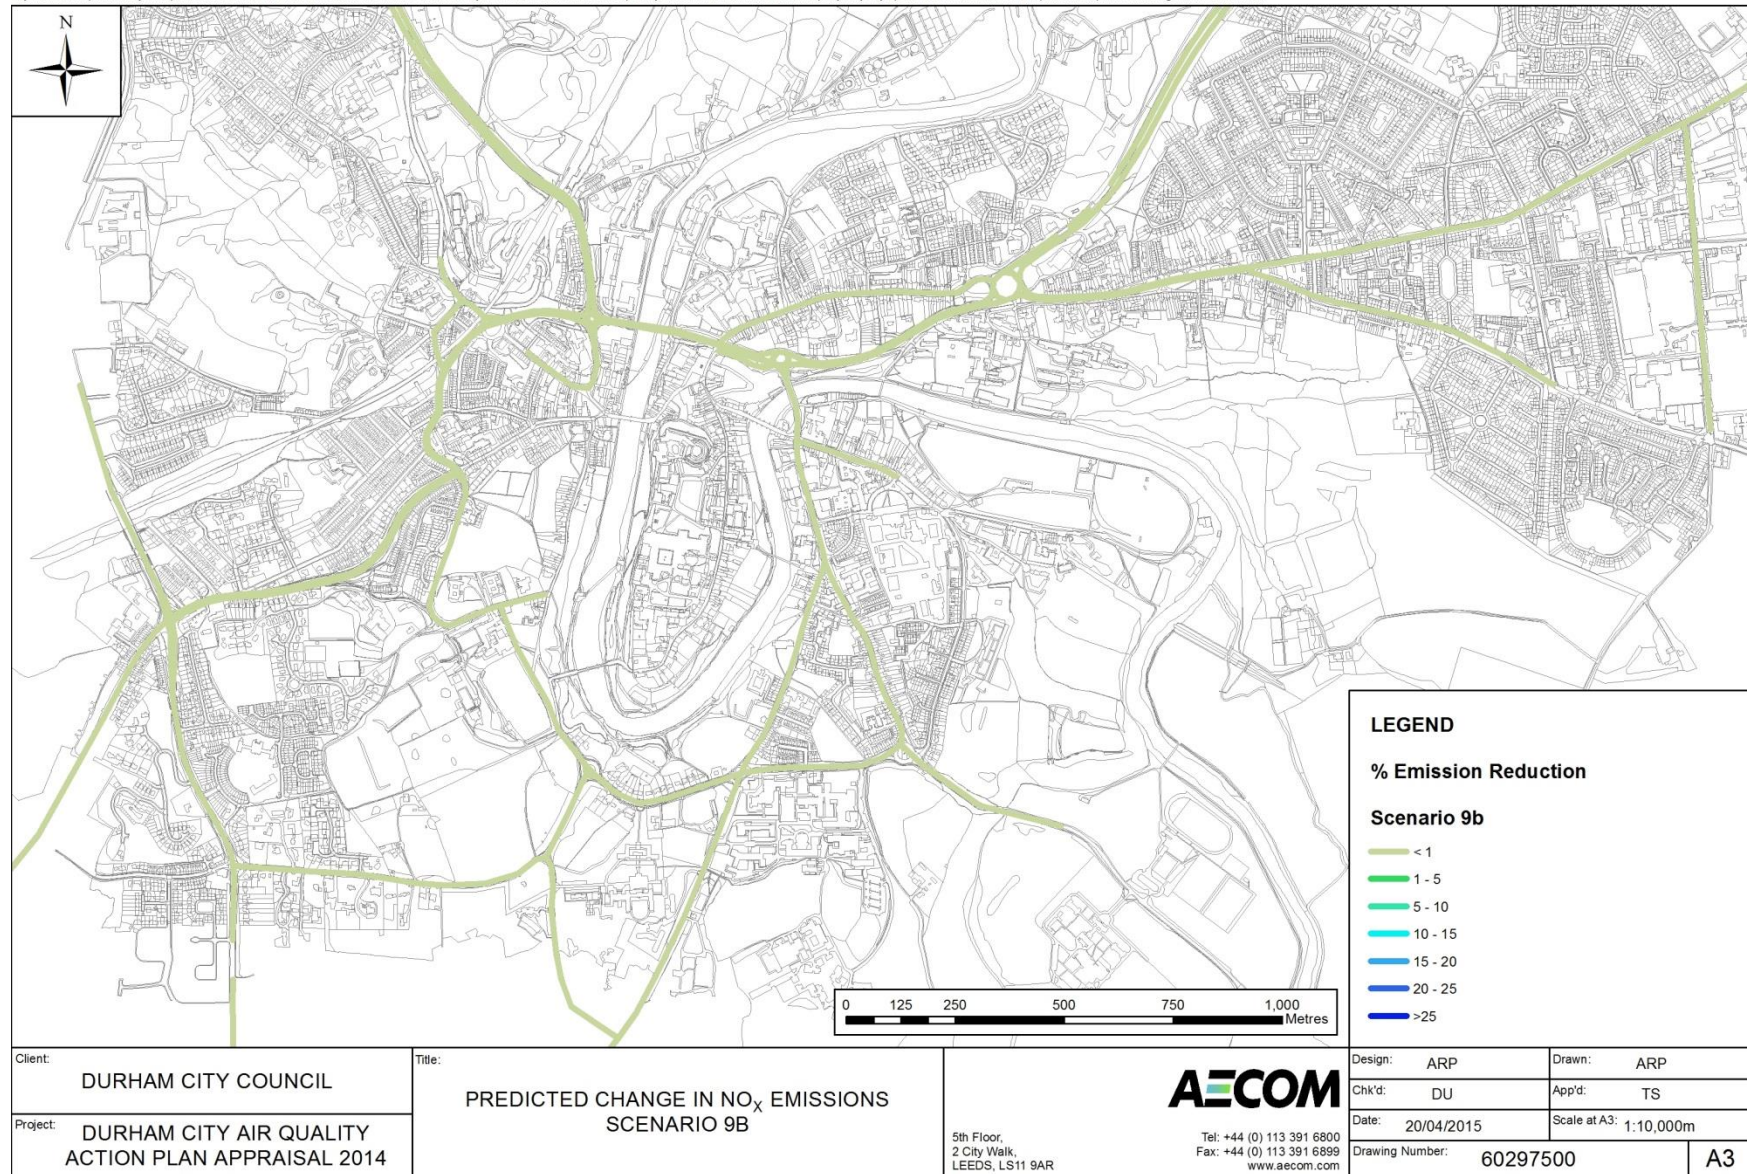 N
LEGEND
% Emission Reduction
Scenario 9b
< 1
1 - 5
5 - 10
10 - 15
15 - 20
20 - 25
>25
0 125 250 500 750 1,000
Metres
Client:
DURHAM CITY COUNCIL
Project:
DURHAM CITY AIR QUALITY
ACTION PLAN APPRAISAL 2014
Title:
PREDICTED CHANGE IN NOX EMISSIONS
SCENARIO 9B
AECOM
5th Floor,
2 City Walk,
LEEDS, LS11 9AR
Tel: +44 (0) 113 391 6800
Fax: +44 (0) 113 391 6899
www.aecom.com
Design: ARP
Drawn: ARP
Chk'd: DU
App'd: TS
Date: 20/04/2015
Scale at A3: 1:10,000m
Drawing Number: 60297500
A3